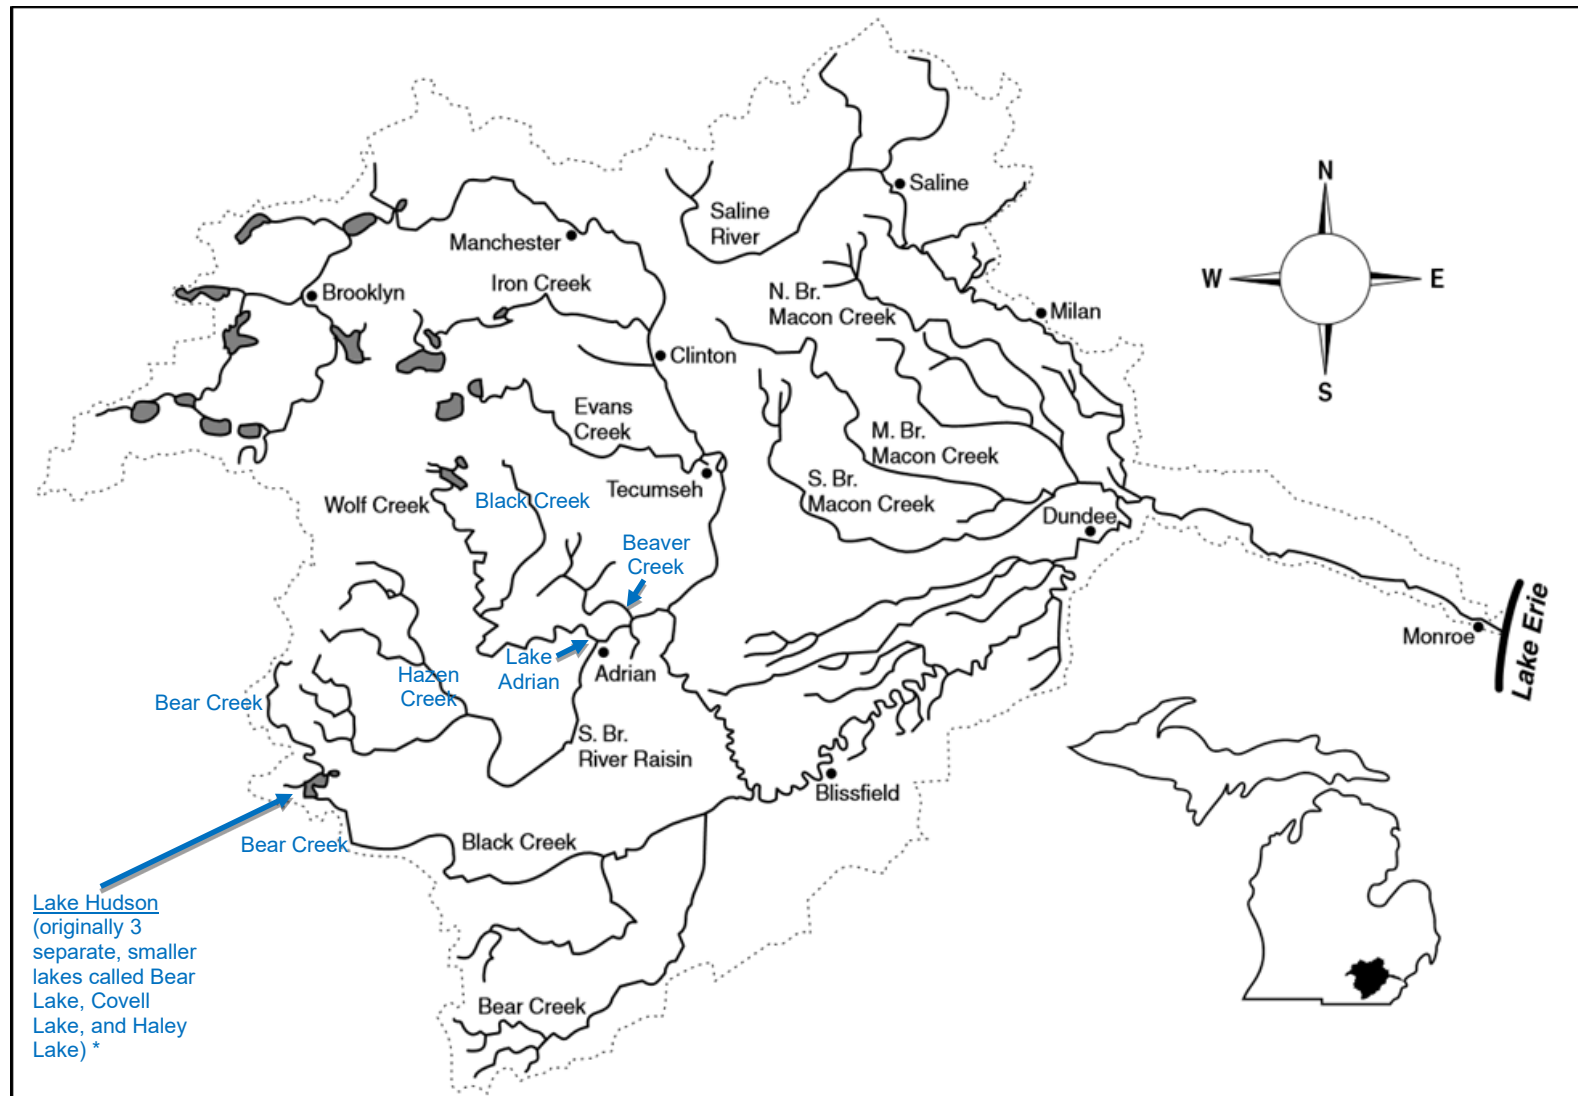 Saline
Saline
River
N
W
E
S
Manchester
Iron Creek
Brooklyn
N. Br.
Macon Creek
Milan
Clinton
Evans
Creek
M. Br.
Macon Creek
S. Br.
Macon Creek
Tecumseh
Wolf Creek
Black Creek
Dundee
Beaver
Creek
Lake Erie
Monroe
Lake
Adrian
Adrian
Hazen
Creek
Bear Creek
S. Br.
River Raisin
Blissfield
Bear Creek
Black Creek
Lake Hudson
(originally 3
separate, smaller
lakes called Bear
Lake, Covell
Lake, and Haley
Lake) *
Bear Creek